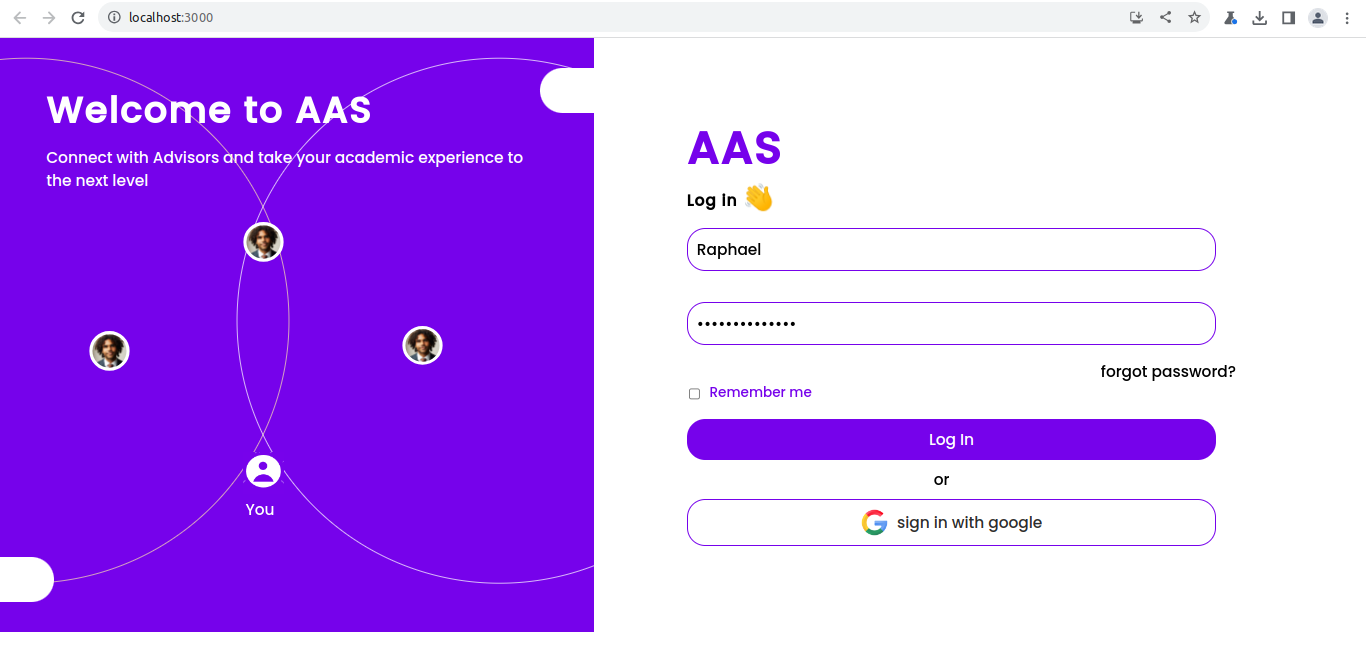 localhost:3000
Welcome to AAS
Connect with Advisors and take your academic experience to
the next level
You
AAS
Log in 👋
Raphael
••••••••••••••
forgot password?
Remember me
Log In
or
sign in with google